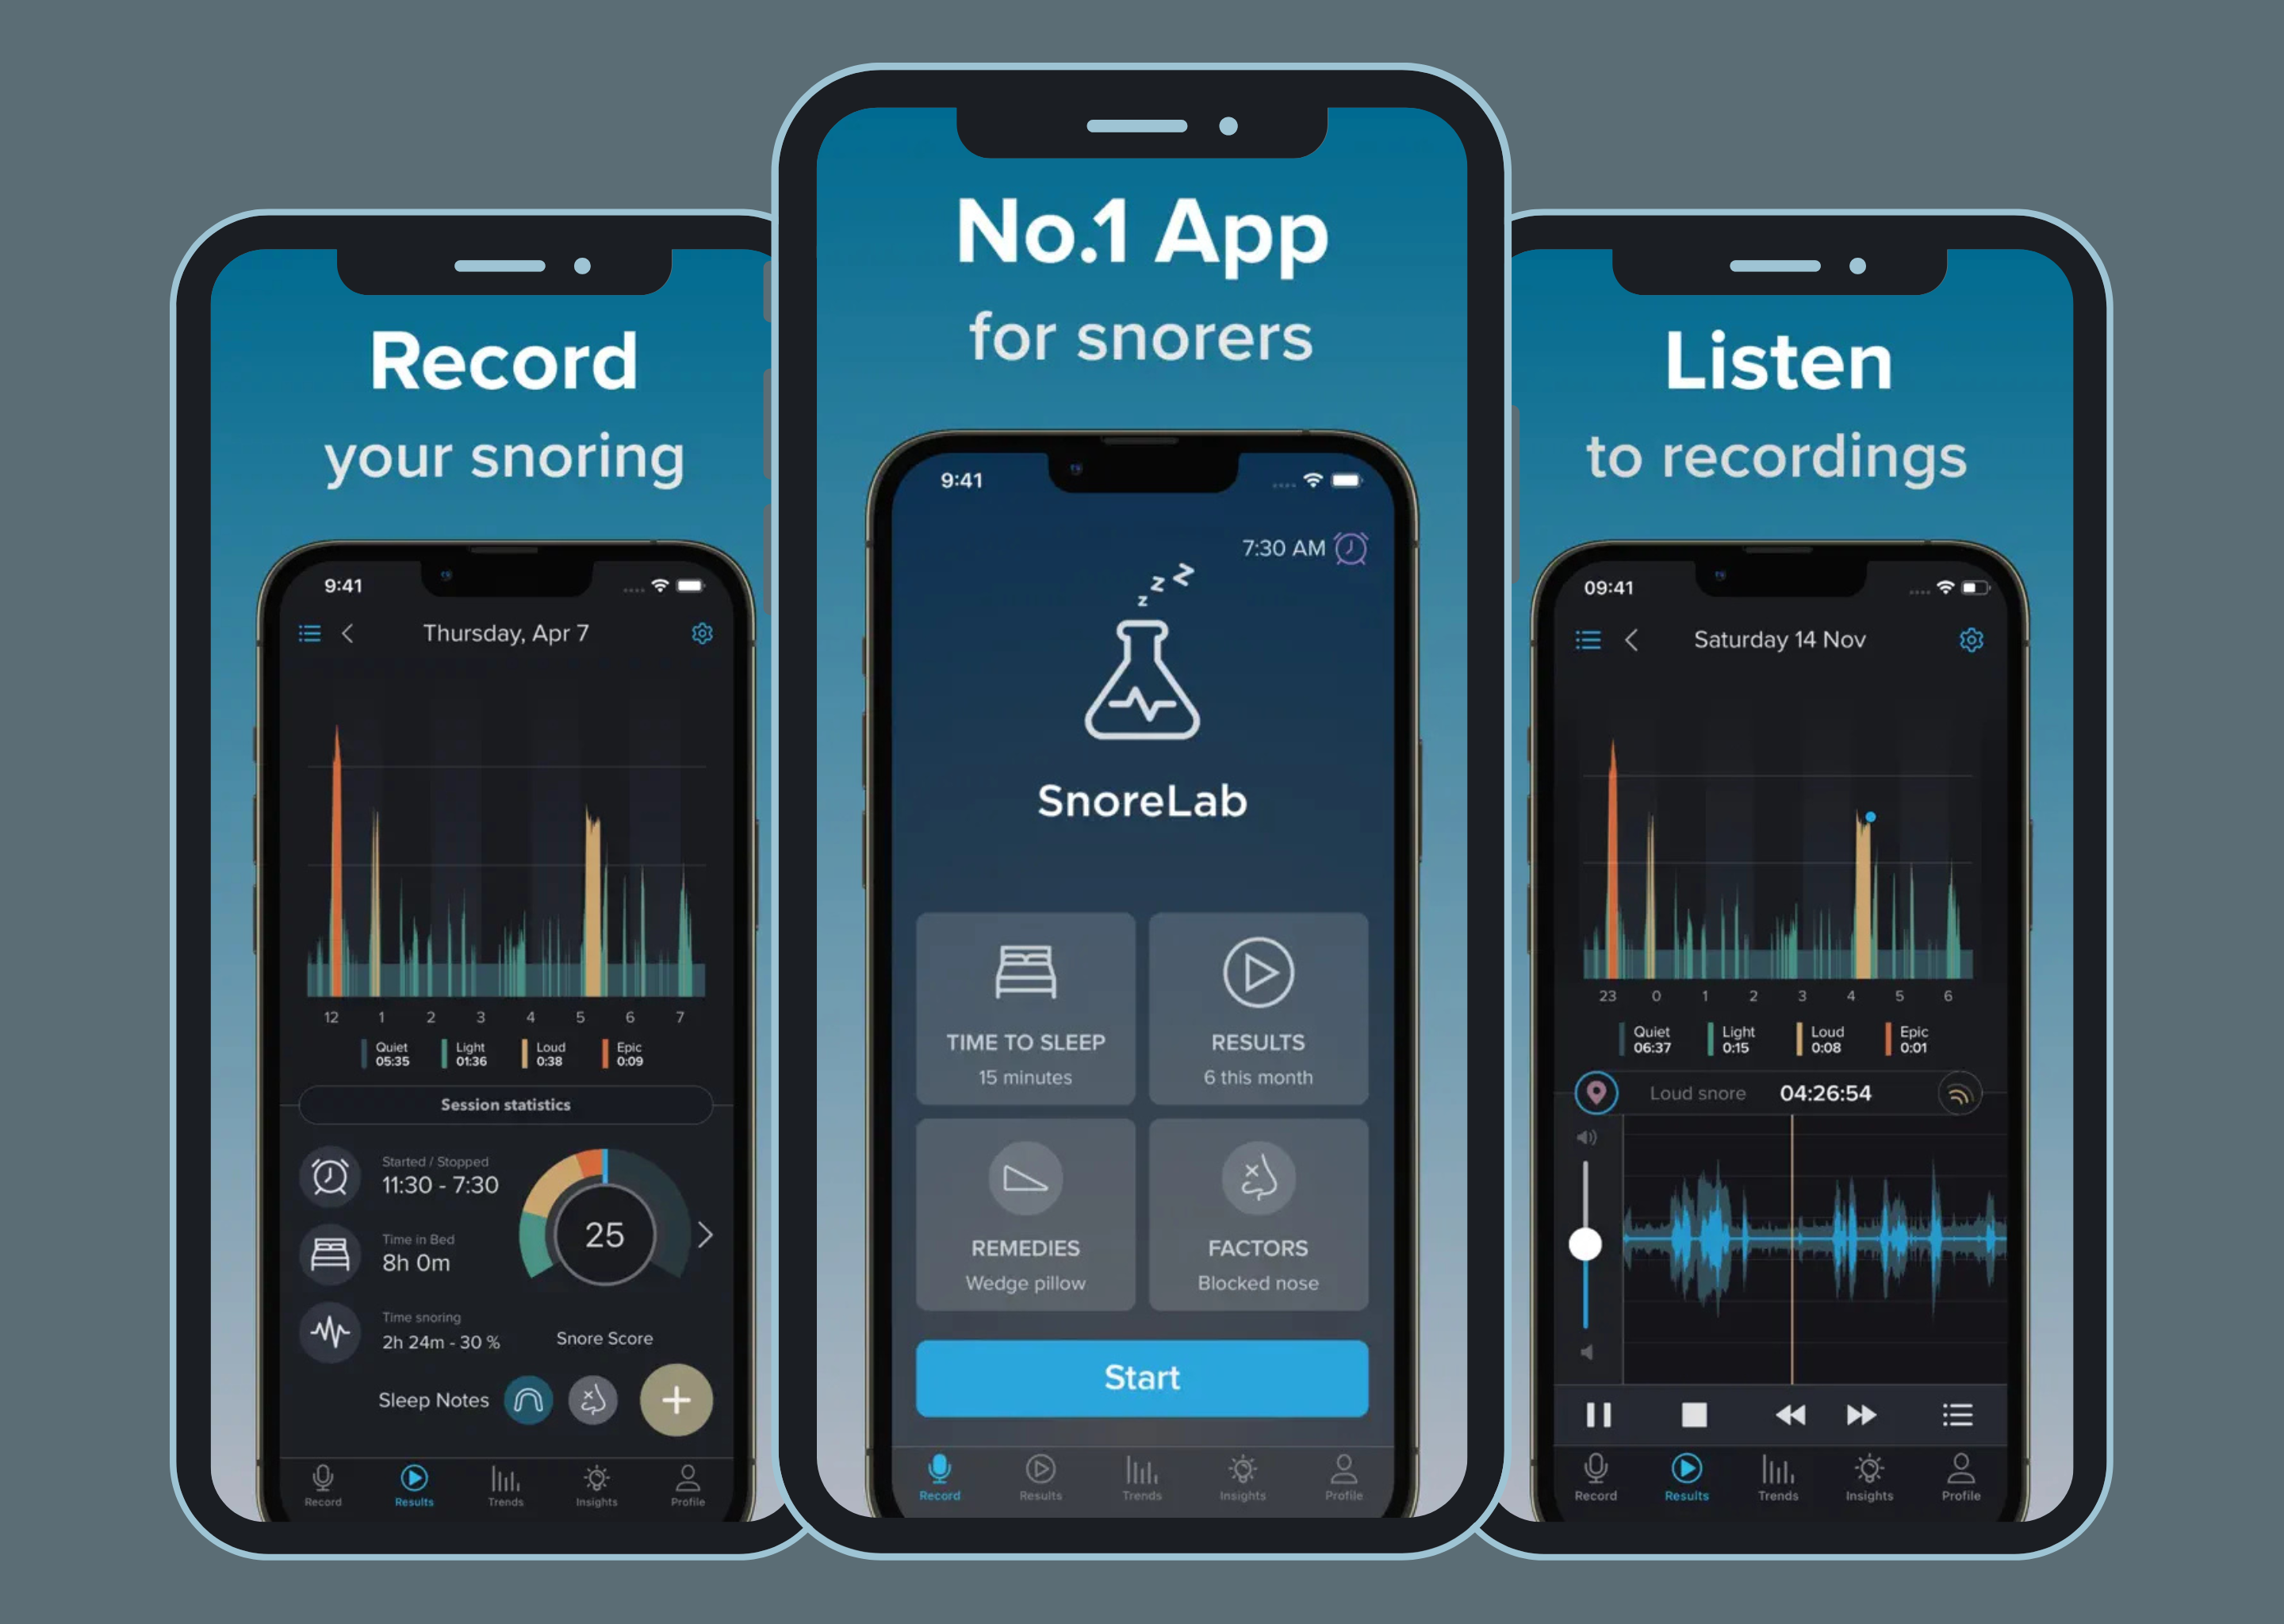 Record
your snoring
9:41
Thursday, Apr 7
12 1 2 3 4 5 6 7
Quiet Light Loud Epic
05:35 01:36 0:38 0:09
Session statistics
Started / Stopped
11:30 - 7:30
Time in Bed
8h 0m
25
Time snoring
2h 24m - 30 %
Snore Score
Sleep Notes
Record Results Trends Insights Profile
No.1 App
for snorers
9:41
7:30 AM
z z z
SnoreLab
TIME TO SLEEP
15 minutes
RESULTS
6 this month
REMEDIES
Wedge pillow
FACTORS
Blocked nose
Start
Record Results Trends Insights Profile
Listen
to recordings
09:41
Saturday 14 Nov
23 0 1 2 3 4 5 6
Quiet Light Loud Epic
06:37 0:15 0:08 0:01
Loud snore 04:26:54
Record Results Trends Insights Profile